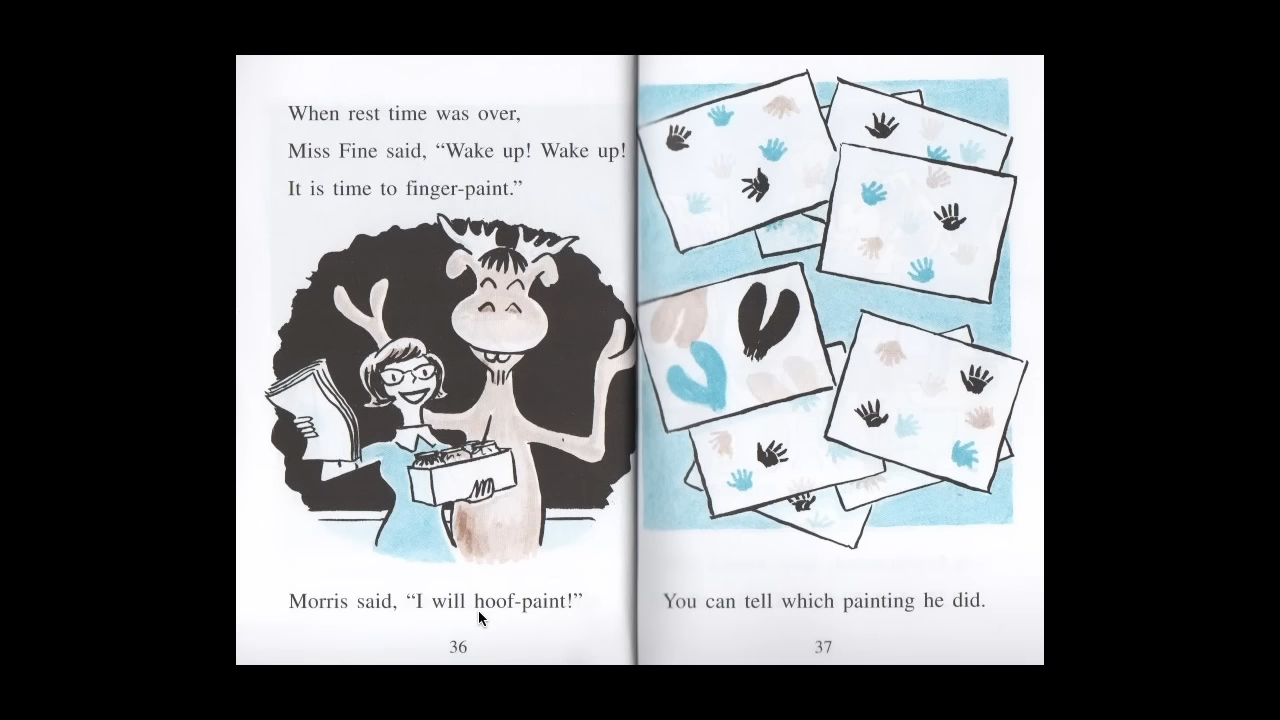 When rest time was over,
Miss Fine said, “Wake up! Wake up!
It is time to finger-paint.”
Morris said, “I will hoof-paint!”
36
You can tell which painting he did.
37